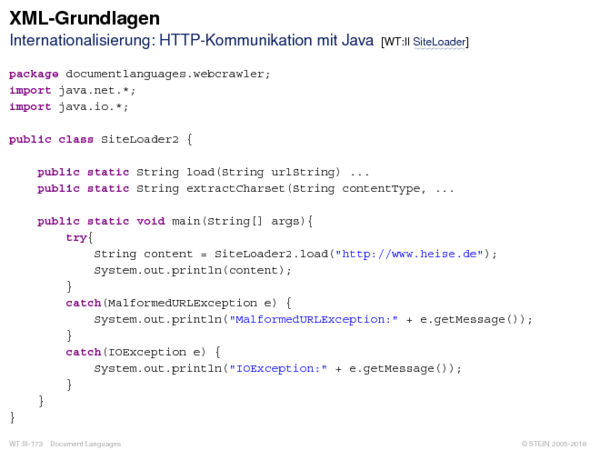 XML-Grundlagen
Internationalisierung: HTTP-Kommunikation mit Java [WT:II SiteLoader]
package documentlanguages.webcrawler;
import java.net.*;
import java.io.*;
public class SiteLoader2 {
public static String load(String urlString) ...
public static String extractCharset(String contentType, ...
public static void main(String[] args){
try{
String content = SiteLoader2.load("http://www.heise.de");
System.out.println(content);
}
catch(MalformedURLException e) {
System.out.println("MalformedURLException:" + e.getMessage());
}
catch(IOException e) {
System.out.println("IOException:" + e.getMessage());
}
}
}
WT:III-173 Document Languages © STEIN 2005-2018